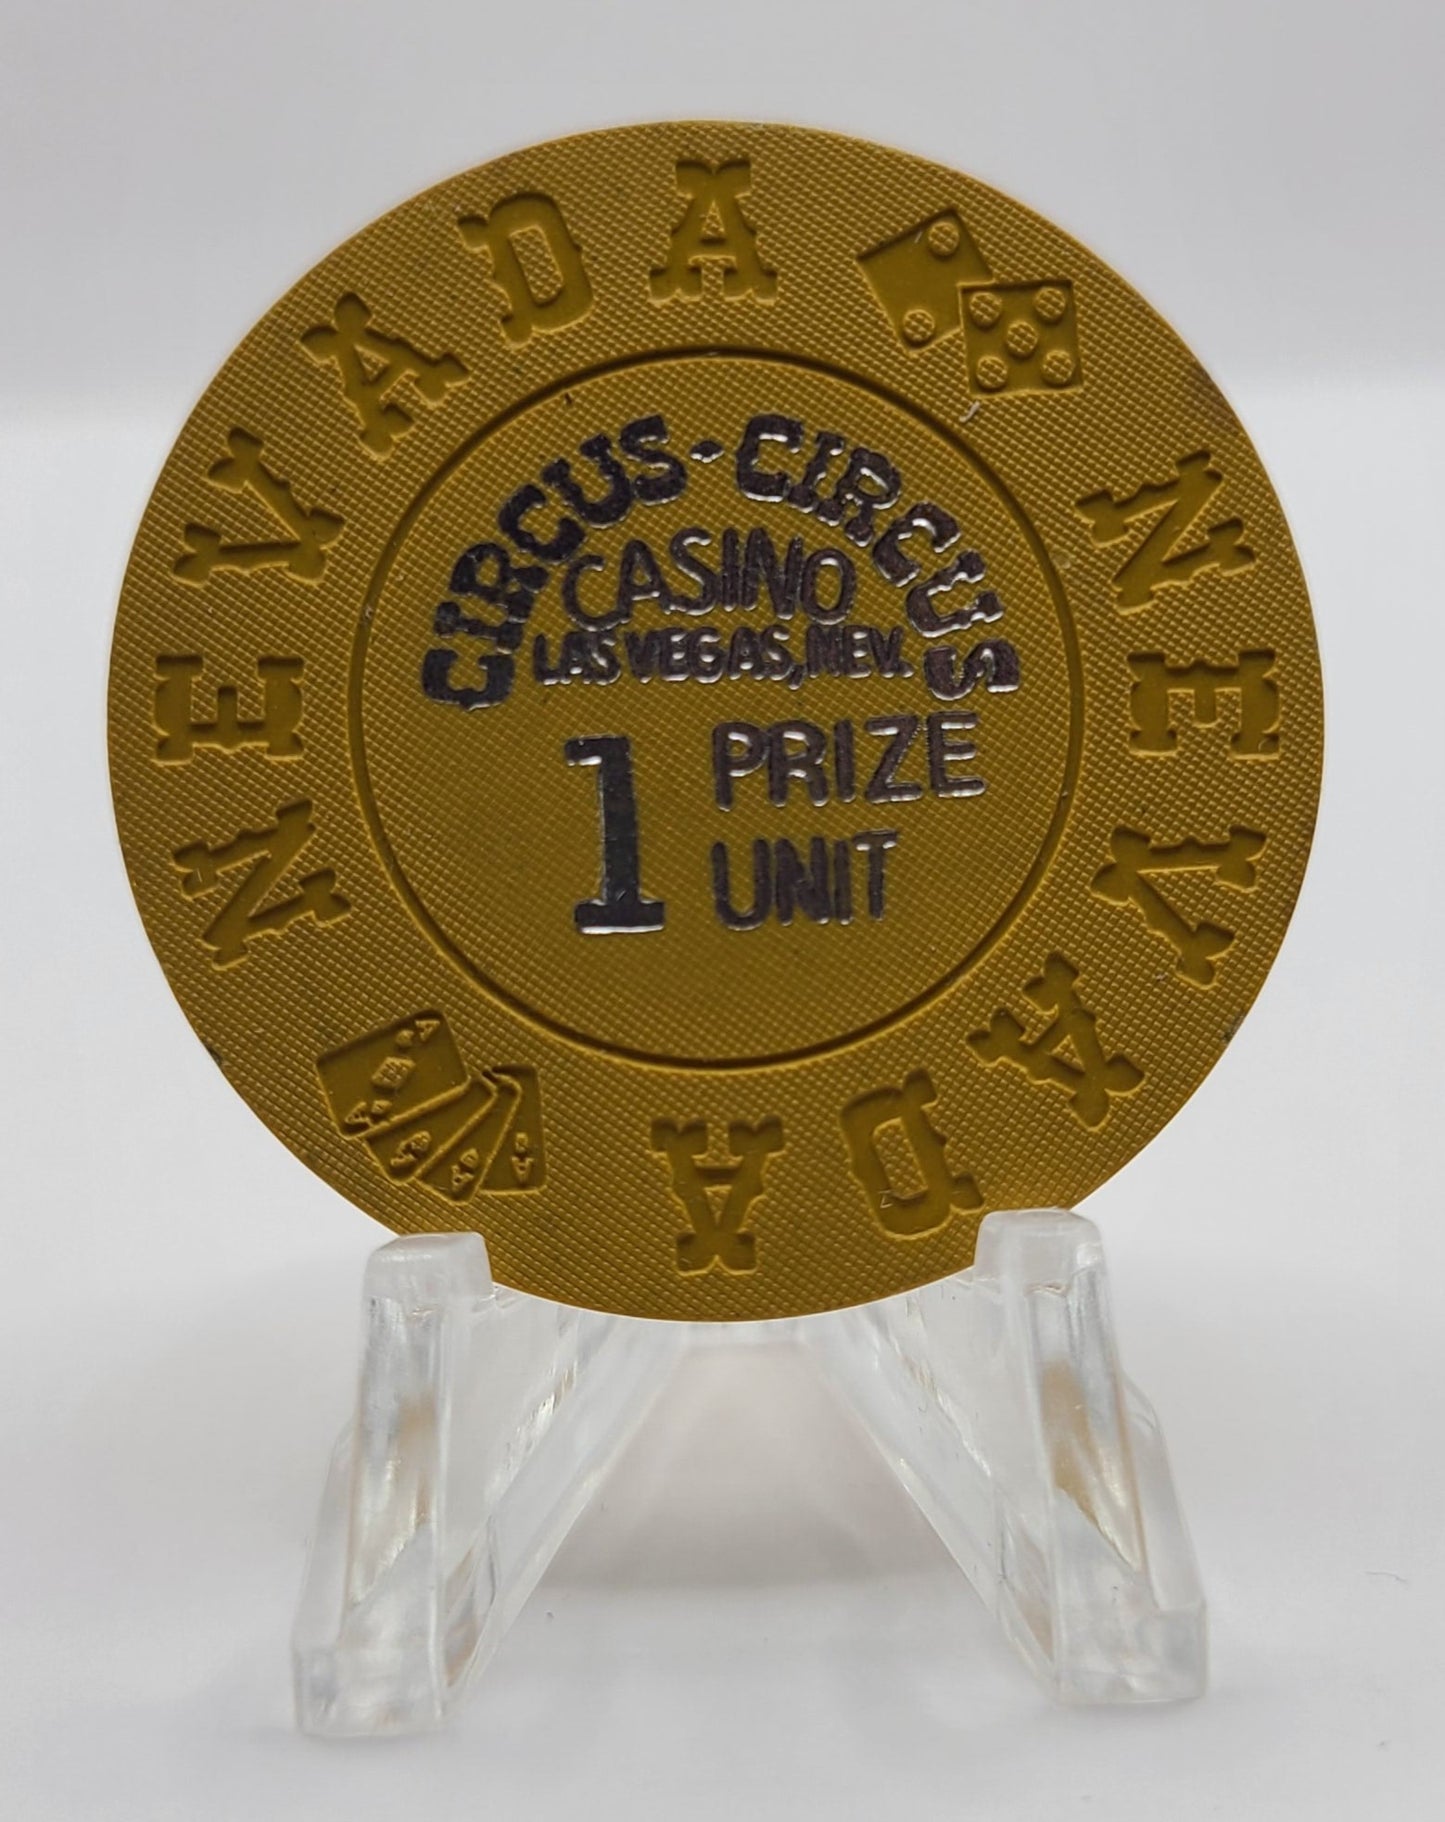 NEVADA
NEVADA
CIRCUS-CIRCUS
CASINO
LAS VEGAS, NEV.
1 PRIZE
UNIT